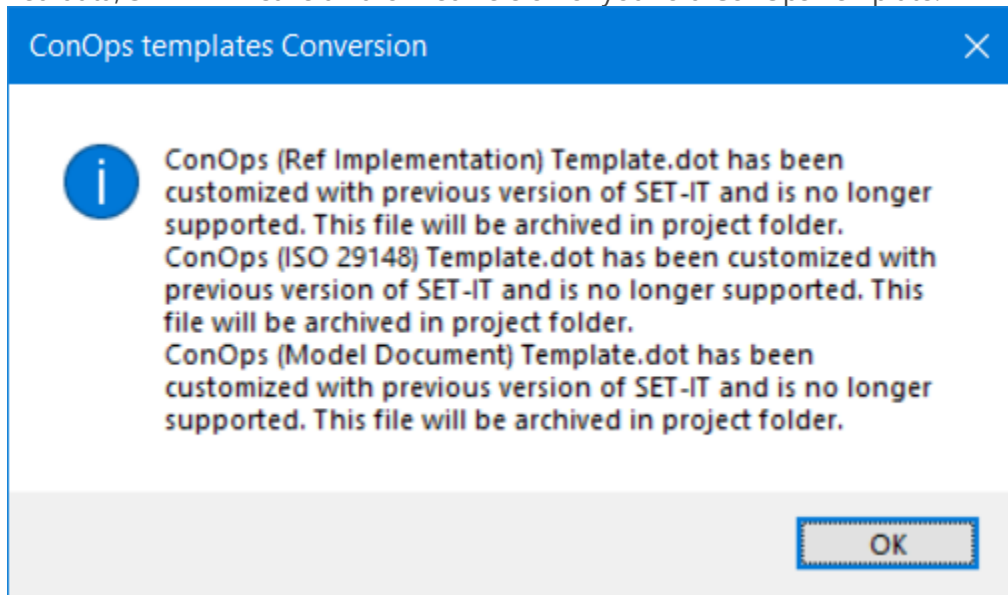 ConOps templates Conversion
ConOps (Ref Implementation) Template.dot has been
customized with previous version of SET-IT and is no longer
supported. This file will be archived in project folder.
ConOps (ISO 29148) Template.dot has been customized with
previous version of SET-IT and is no longer supported. This
file will be archived in project folder.
ConOps (Model Document) Template.dot has been
customized with previous version of SET-IT and is no longer
supported. This file will be archived in project folder.
OK